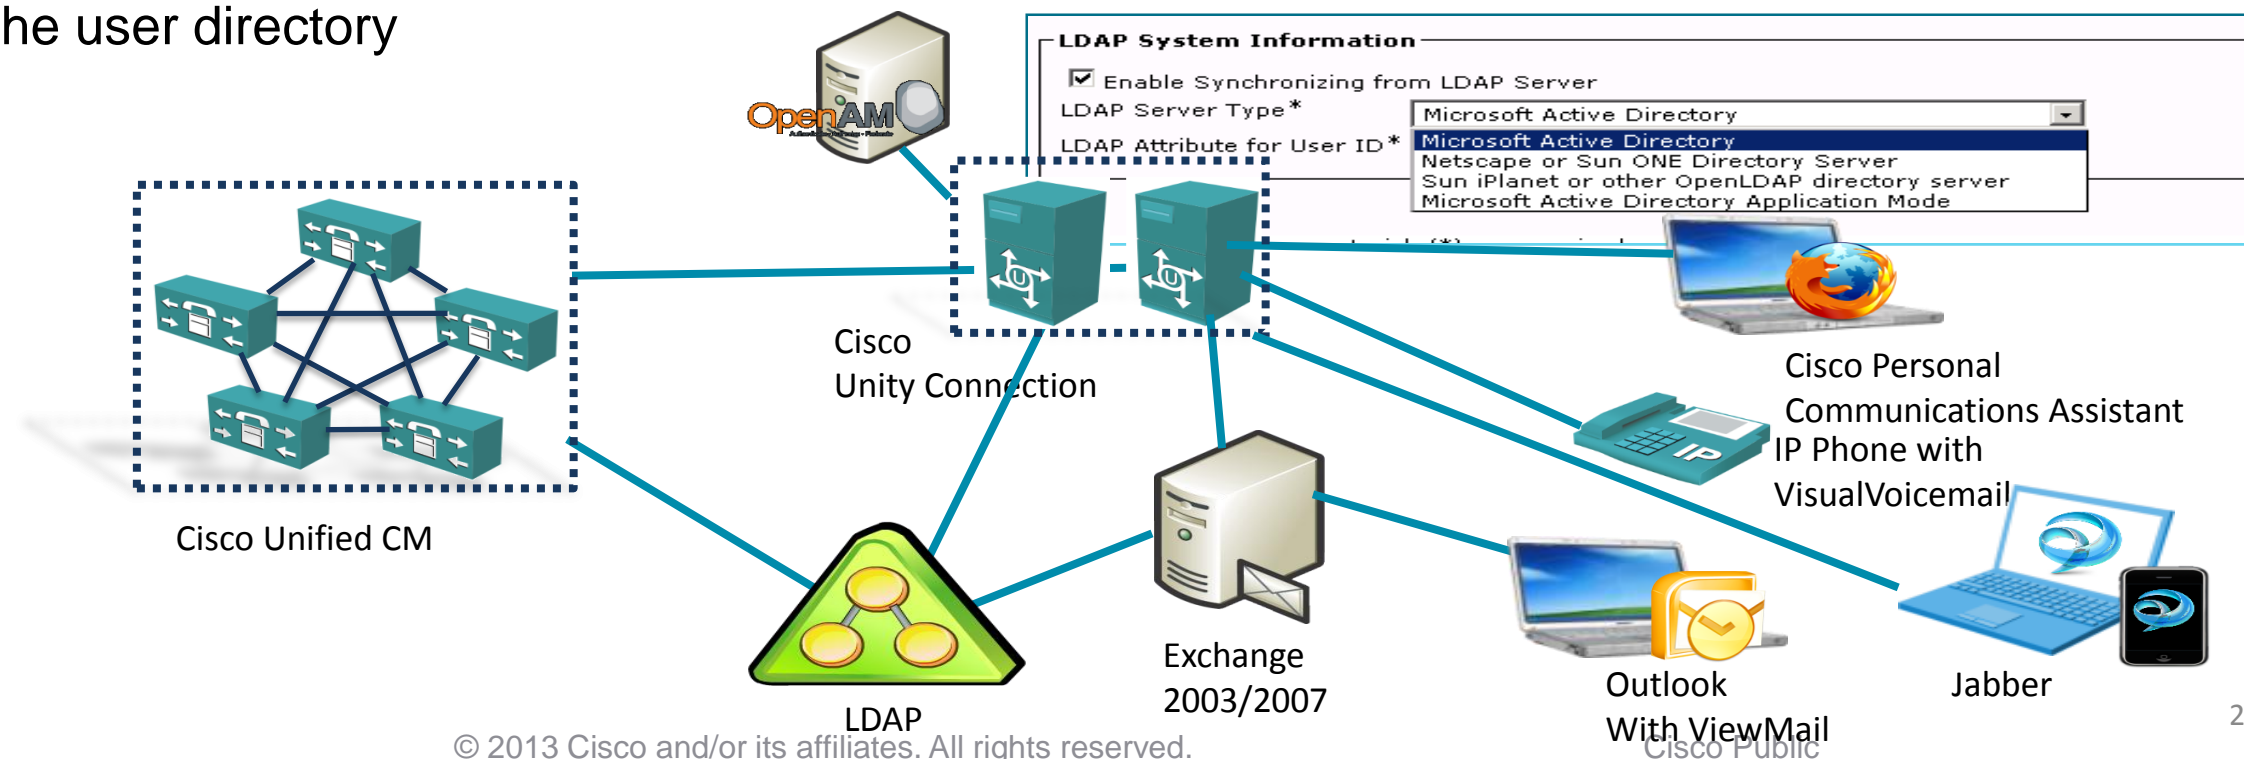 he user directory
LDAP System Information
Enable Synchronizing from LDAP Server
LDAP Server Type*
Microsoft Active Directory
LDAP Attribute for User ID*
Microsoft Active Directory
Netscape or Sun ONE Directory Server
Sun iPlanet or other OpenLDAP directory server
Microsoft Active Directory Application Mode
OpenAM
U
U
Cisco
Unity Connection
Cisco Personal
Communications Assistant
IP
IP Phone with
VisualVoicemail
Cisco Unified CM
Exchange
2003/2007
LDAP
Outlook
With ViewMail
Jabber
2
© 2013 Cisco and/or its affiliates. All rights reserved.
Cisco Public